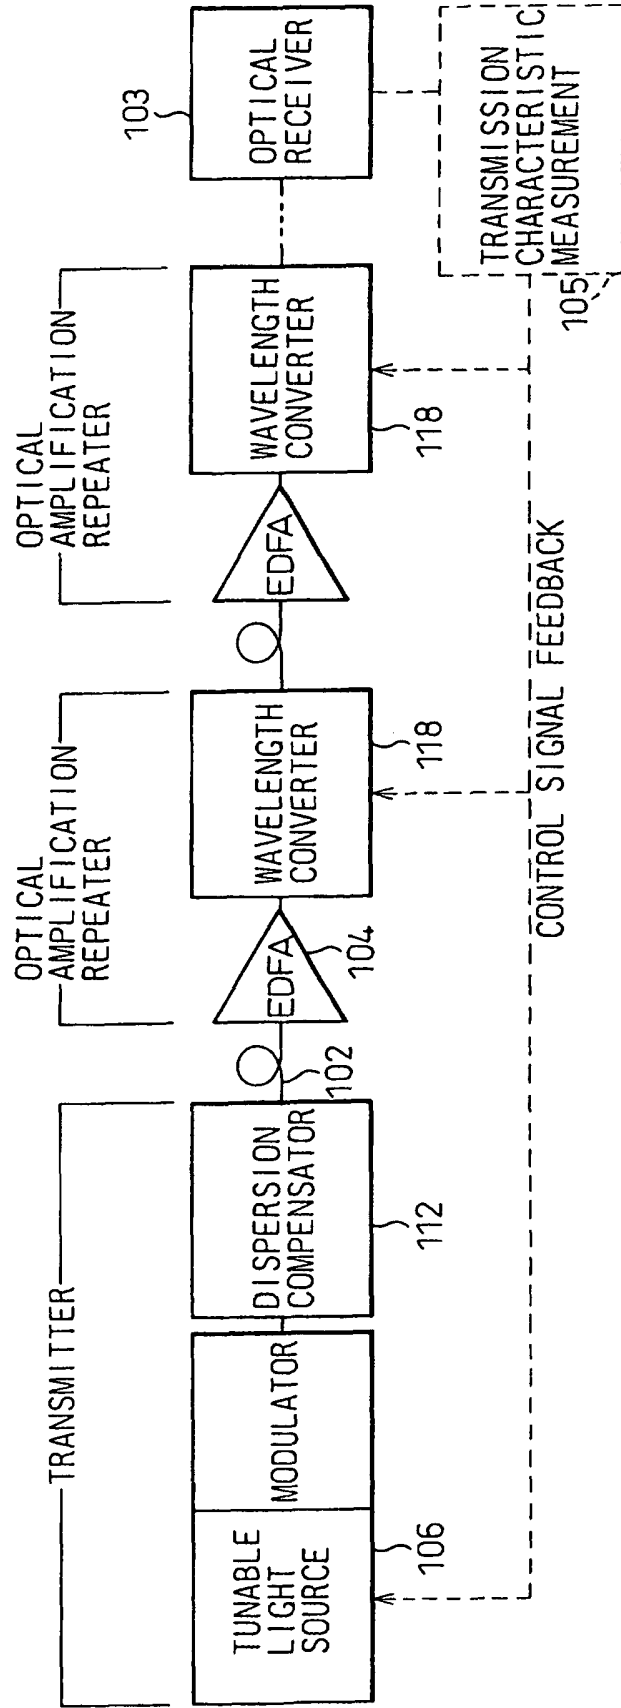 TRANSMITTER
OPTICAL
AMPLIFICATION
REPEATER
OPTICAL
AMPLIFICATION
REPEATER
TUNABLE
LIGHT
SOURCE
106
MODULATOR
DISPERSION
COMPENSATOR
112
102
EDFA
104
WAVELENGTH
CONVERTER
118
EDFA
WAVELENGTH
CONVERTER
118
OPTICAL
RECEIVER
103
TRANSMISSION
CHARACTERISTIC
MEASUREMENT
105
CONTROL SIGNAL FEEDBACK